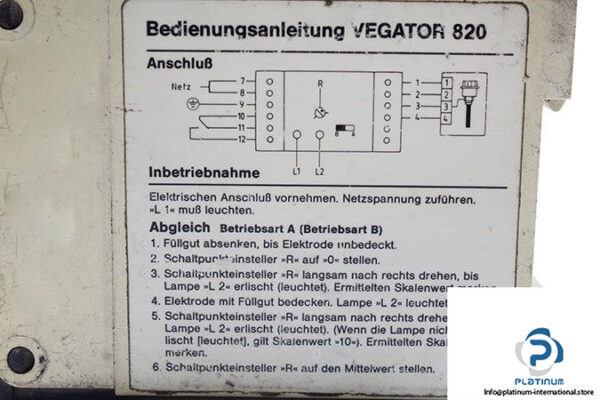 Bedienungsanleitung VEGATOR 820
Anschluß
Netz
7
8
9
10
11
12
R
B A
L1 L2
1
2
3
4
1
2
3
4
Inbetriebnahme
Elektrischen Anschluß vornehmen. Netzspannung zuführen.
»L 1« muß leuchten.
Abgleich Betriebsart A (Betriebsart B)
1. Füllgut absenken, bis Elektrode unbedeckt.
2. Schaltpunkteinsteller »R« auf »0« stellen.
3. Schaltpunkteinsteller »R« langsam nach rechts drehen, bis
Lampe »L 2« erlischt (leuchtet). Ermittelten Skalenwert merken.
4. Elektrode mit Füllgut bedecken. Lampe »L 2« leuchtet
5. Schaltpunkteinsteller »R« langsam nach rechts drehe
Lampe »L 2« erlischt (leuchtet). (Wenn die Lampe nich
lischt [leuchtet], gilt Skalenwert »10«). Ermittelten Ska
merken.
6. Schaltpunkteinsteller »R« auf den Mittelwert stellen.
PLATINUM
Info@platinum-international.store